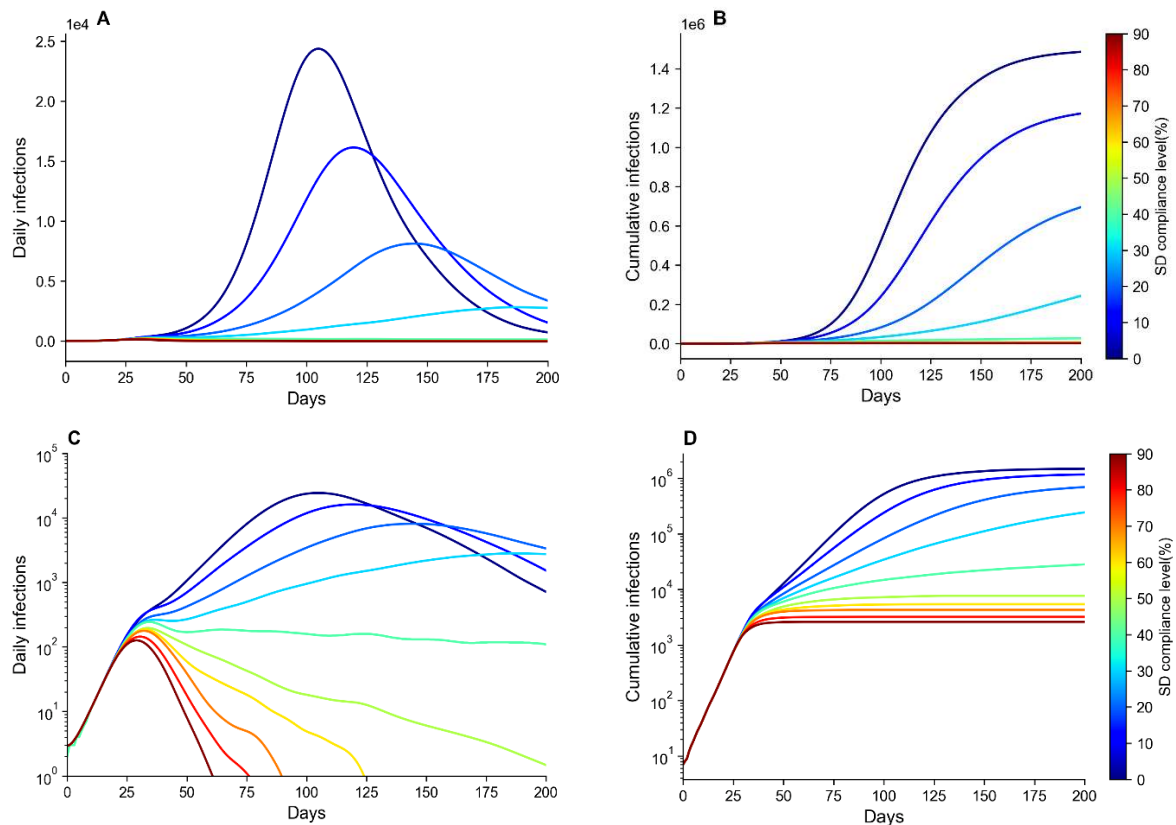 A
1e4
2.5
2.0
1.5
1.0
0.5
0.0
Daily infections
0 25 50 75 100 125 150 175 200
Days
B
1e6
1.4
1.2
1.0
0.8
0.6
0.4
0.2
0.0
Cumulative infections
0 25 50 75 100 125 150 175 200
Days
90
80
70
60
50
40
30
20
10
0
SD compliance level(%)
C
10^5
10^4
10^3
10^2
10^1
10^0
Daily infections
0 25 50 75 100 125 150 175 200
Days
D
10^6
10^5
10^4
10^3
10^2
10^1
Cumulative infections
0 25 50 75 100 125 150 175 200
Days
90
80
70
60
50
40
30
20
10
0
SD compliance level(%)